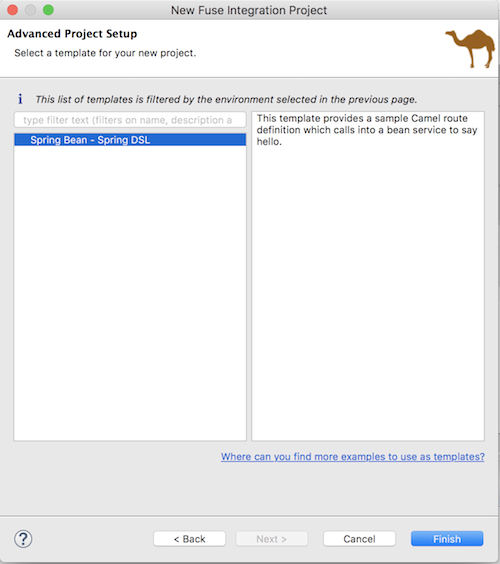 New Fuse Integration Project
Advanced Project Setup
Select a template for your new project.
i This list of templates is filtered by the environment selected in the previous page.
type filter text (filters on name, description a
Spring Bean - Spring DSL
This template provides a sample Camel route
definition which calls into a bean service to say
hello.
Where can you find more examples to use as templates?
?
< Back
Next >
Cancel
Finish